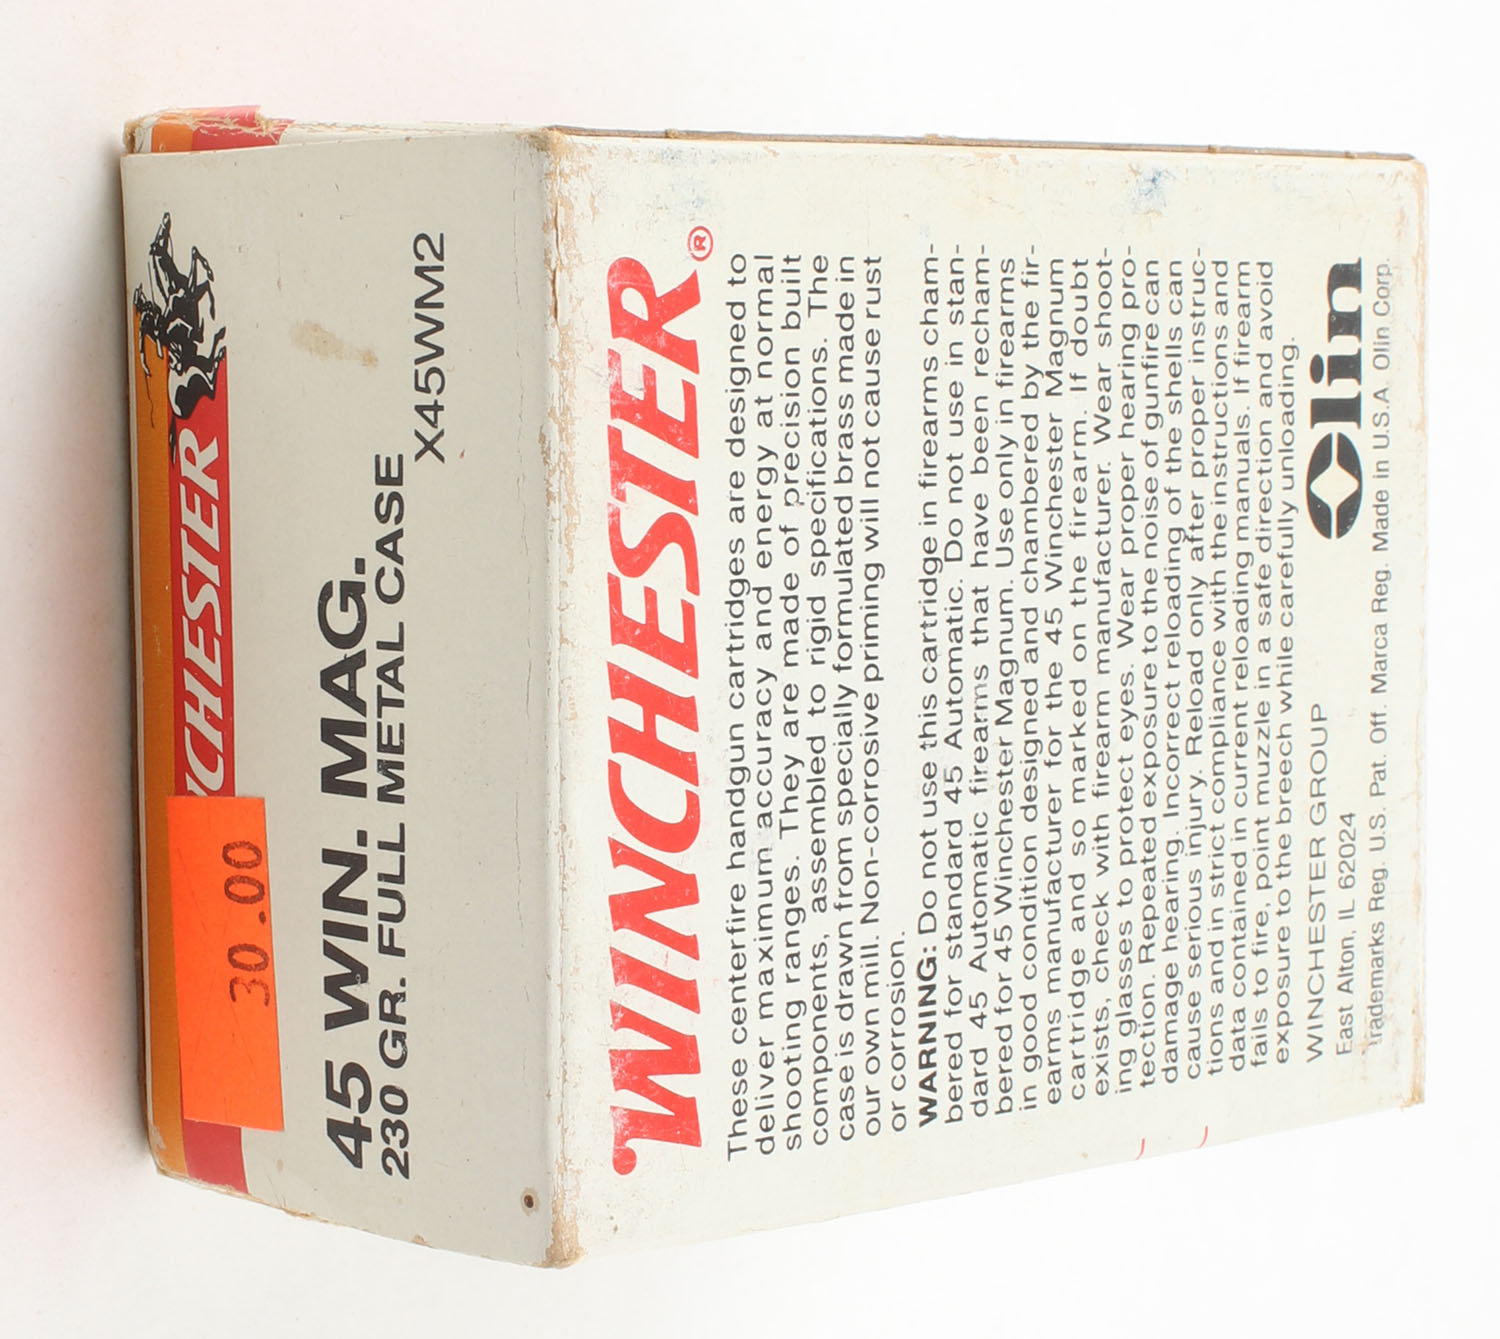 WINCHESTER
30.00
45 WIN. MAG.
230 GR. FULL METAL CASE
X45WM2
WINCHESTER®
These centerfire handgun cartridges are designed to
deliver maximum accuracy and energy at normal
shooting ranges. They are made of precision built
components, assembled to rigid specifications. The
case is drawn from specially formulated brass made in
our own mill. Non-corrosive priming will not cause rust
or corrosion.
WARNING: Do not use this cartridge in firearms cham-
bered for standard 45 Automatic. Do not use in stan-
dard 45 Automatic firearms that have been recham-
bered for 45 Winchester Magnum. Use only in firearms
in good condition designed and chambered by the fir-
earms manufacturer for the 45 Winchester Magnum
cartridge and so marked on the firearm. If doubt
exists, check with firearm manufacturer. Wear shoot-
ing glasses to protect eyes. Wear proper hearing pro-
tection. Repeated exposure to the noise of gunfire can
damage hearing. Incorrect reloading of the shells can
cause serious injury. Reload only after proper instruc-
tions and in strict compliance with the instructions and
data contained in current reloading manuals. If firearm
fails to fire, point muzzle in a safe direction and avoid
exposure to the breech while carefully unloading.
WINCHESTER GROUP
East Alton, IL 62024
Olin
Trademarks Reg. U.S. Pat. Off. Marca Reg. Made in U.S.A. Olin Corp.